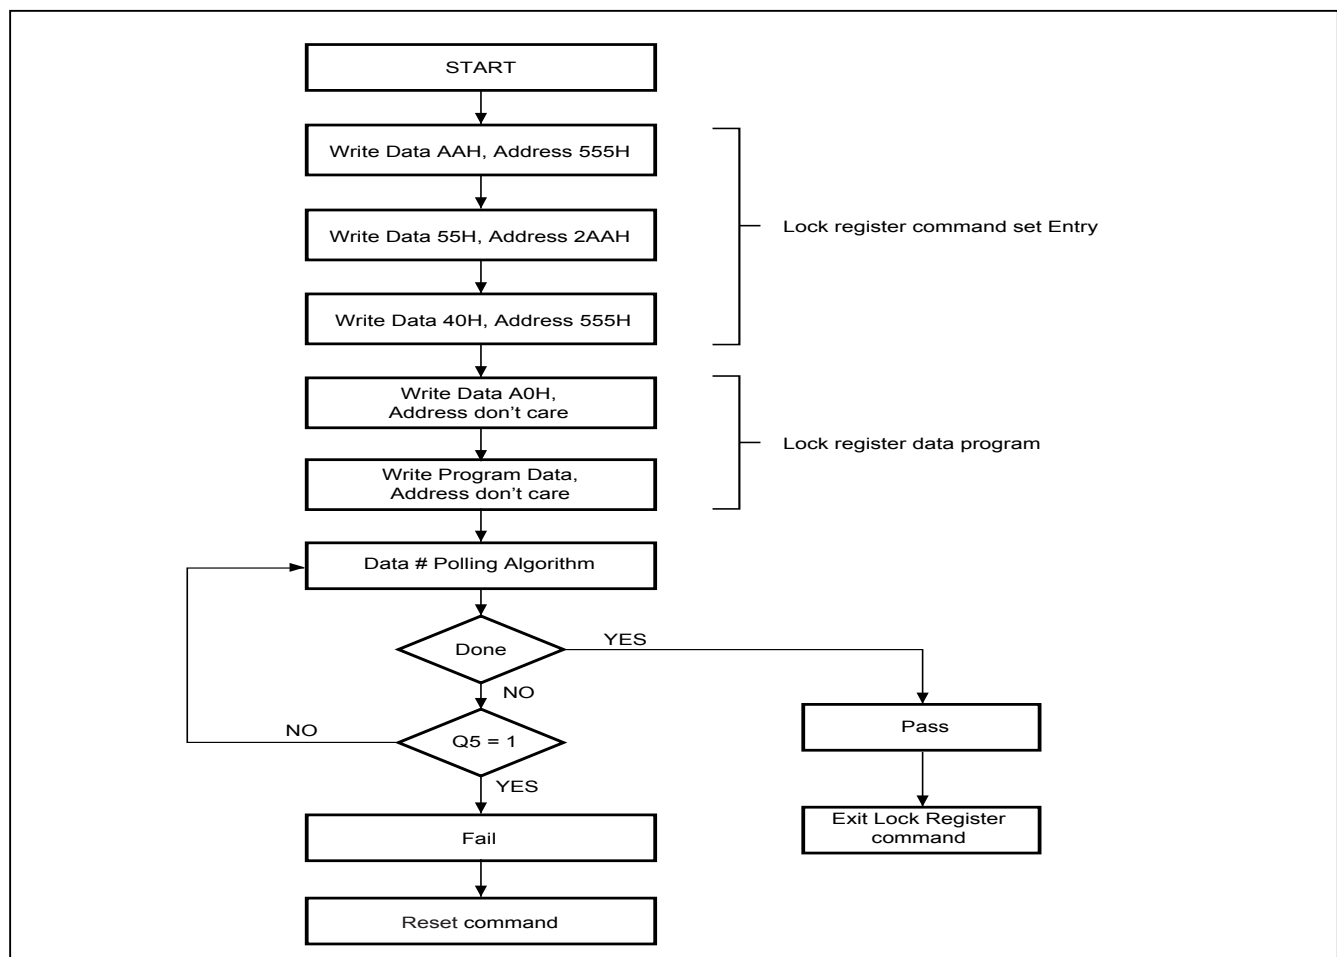 START
Write Data AAH, Address 555H
Write Data 55H, Address 2AAH
Lock register command set Entry
Write Data 40H, Address 555H
Write Data A0H,
Address don't care
Lock register data program
Write Program Data,
Address don't care
Data # Polling Algorithm
YES
Done
NO
Pass
NO
Q5 = 1
YES
Exit Lock Register
command
Fail
Reset command